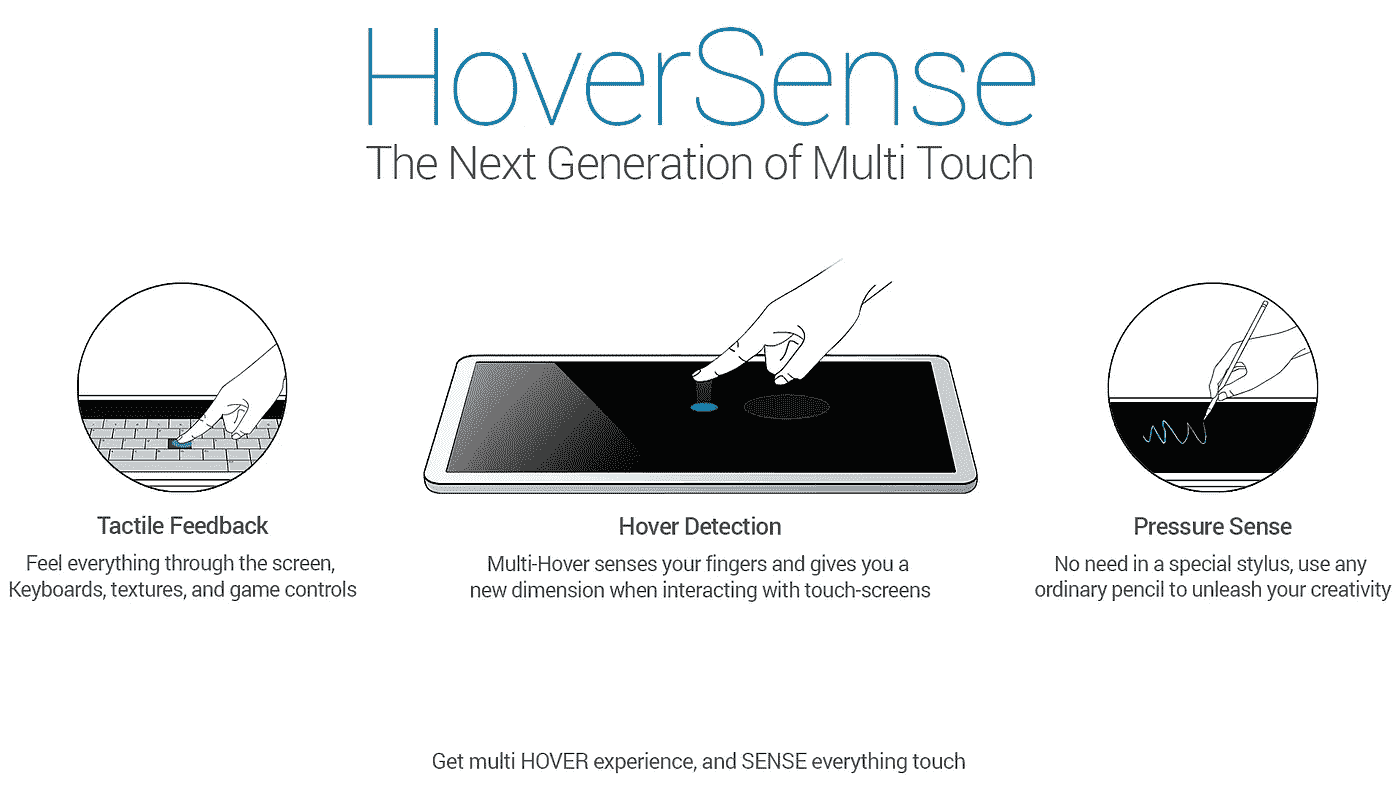 HoverSense
The Next Generation of Multi Touch
Tactile Feedback
Feel everything through the screen,
Keyboards, textures, and game controls
Hover Detection
Multi-Hover senses your fingers and gives you a
new dimension when interacting with touch-screens
Pressure Sense
No need in a special stylus, use any
ordinary pencil to unleash your creativity
Get multi HOVER experience, and SENSE everything touch